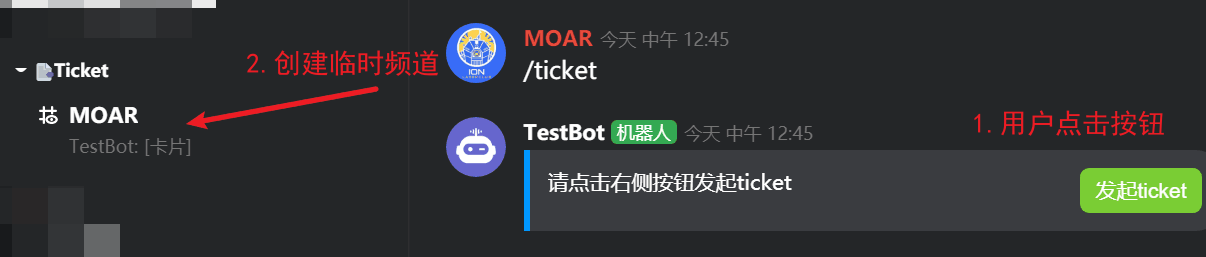 Ticket
MOAR
TestBot: [卡片]
2. 创建临时频道
MOAR 今天 中午 12:45
/ticket
TestBot 机器人 今天 中午 12:45
1. 用户点击按钮
请点击右侧按钮发起ticket
发起ticket
ION